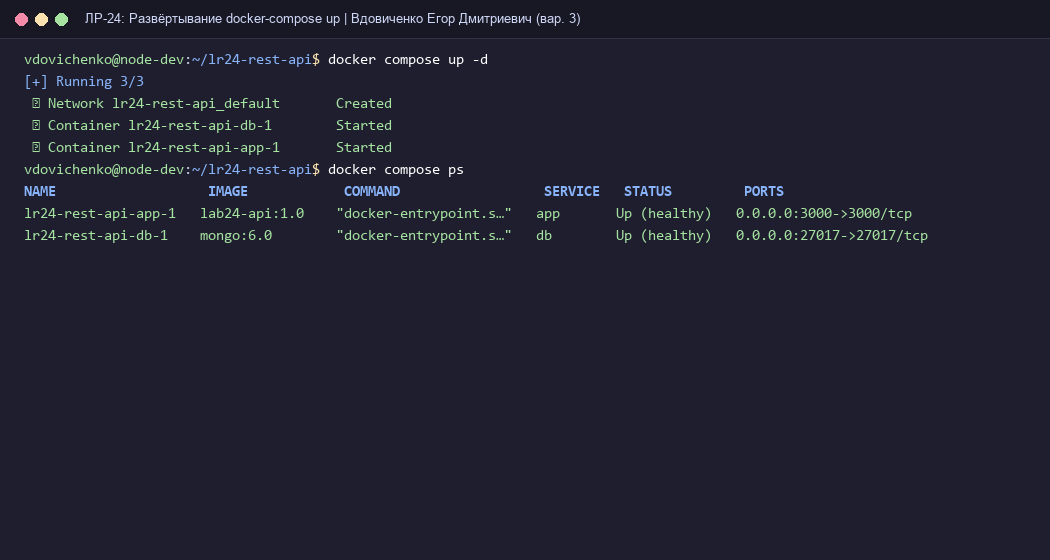 ЛР-24: Развёртывание docker-compose up | Вдовиченко Егор Дмитриевич (вар. 3)
vdovichenko@node-dev:~/lr24-rest-api$ docker compose up -d
[+] Running 3/3
Network lr24-rest-api_default Created
Container lr24-rest-api-db-1 Started
Container lr24-rest-api-app-1 Started
vdovichenko@node-dev:~/lr24-rest-api$ docker compose ps
NAME IMAGE COMMAND SERVICE STATUS PORTS
lr24-rest-api-app-1 lab24-api:1.0 "docker-entrypoint.s…" app Up (healthy) 0.0.0.0:3000->3000/tcp
lr24-rest-api-db-1 mongo:6.0 "docker-entrypoint.s…" db Up (healthy) 0.0.0.0:27017->27017/tcp